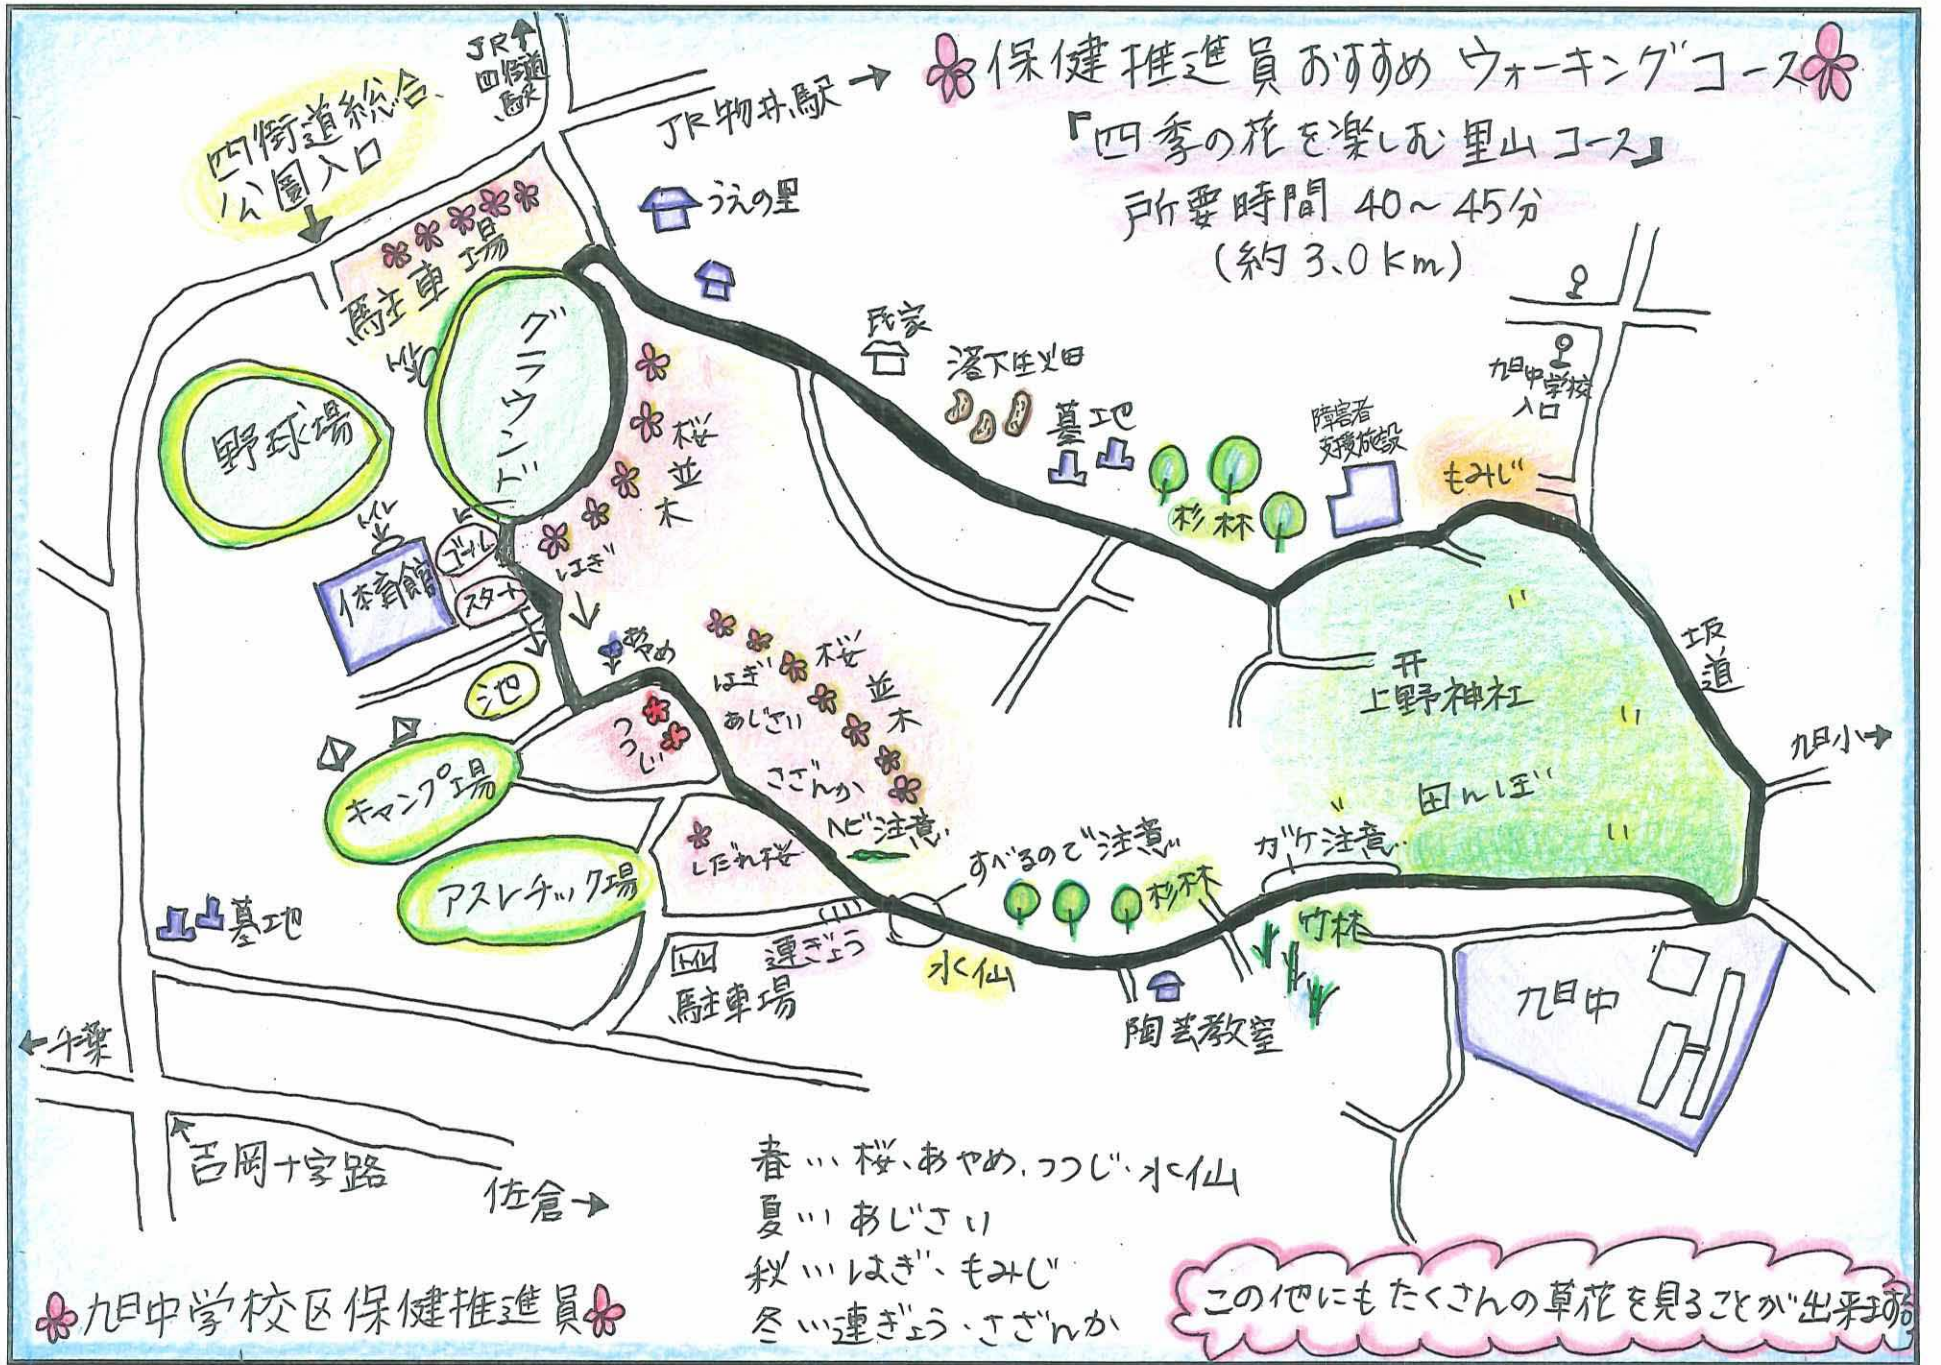 保健推進員おすすめ ウォーキングコース
『四季の花を楽しむ里山コース』
所要時間 40～45分
(約3.0km)
JR↑
四街道
駅
四街道総合
公園入口
↓
JR物井駅→
うえの里
駐車場
トイレ
グラウンド
野球場
桜並木
民家
落下生畑
墓地
杉林
障害者
支援施設
もみじ
九日中学校
入口
トイレ
体育館
ゴール
スタート
はぎ
あやめ
池
つつじ
はぎ
あじさい
さざんか
桜並木
ヘビ注意
キャンプ場
アスレチック場
しだれ桜
すべるので注意
杉林
ガケ注意
竹林
上野神社
田んぼ
坂道
九日小→
墓地
トイレ
駐車場
連ぎょう
水仙
陶芸教室
九日中
←千葉
吉岡十字路
佐倉→
春…桜、あやめ、つつじ・水仙
夏…あじさい
秋…はぎ・もみじ
冬…連ぎょう・さざんか
九日中学校区保健推進員
この他にもたくさんの草花を見ることが出来ます。